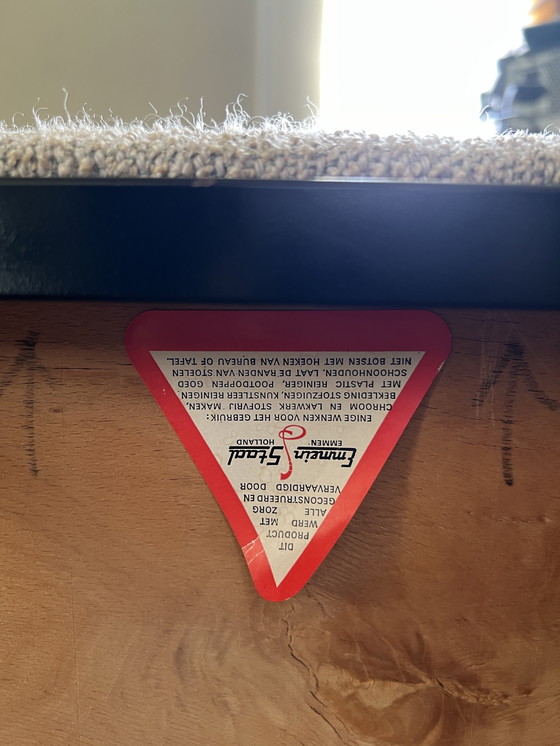 DIT
PRODUCT
WERD MET
ALLE ZORG
GECONSTRUEERD EN
VERVAARDIGD DOOR
Emmein Staal
EMMEN HOLLAND
ENIGE WENKEN VOOR HET GEBRUIK:
CHROOM EN LAKWERK STOFVRIJ MAKEN,
BEKLEDING STOFZUIGEN, KUNSTLEER REINIGEN
MET PLASTIC REINIGER, POOTDOPPEN GOED
SCHOONHOUDEN, LAAT DE RANDEN VAN STOELEN
NIET BOTSEN MET HOEKEN VAN BUREAU OF TAFEL.